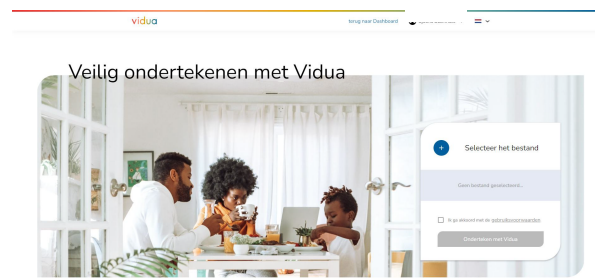 vidua
terug naar Dashboard
Veilig ondertekenen met Vidua
Selecteer het bestand
Geen bestand geselecteerd...
Ik ga akkoord met de gebruiksvoorwaarden
Onderteken met Vidua